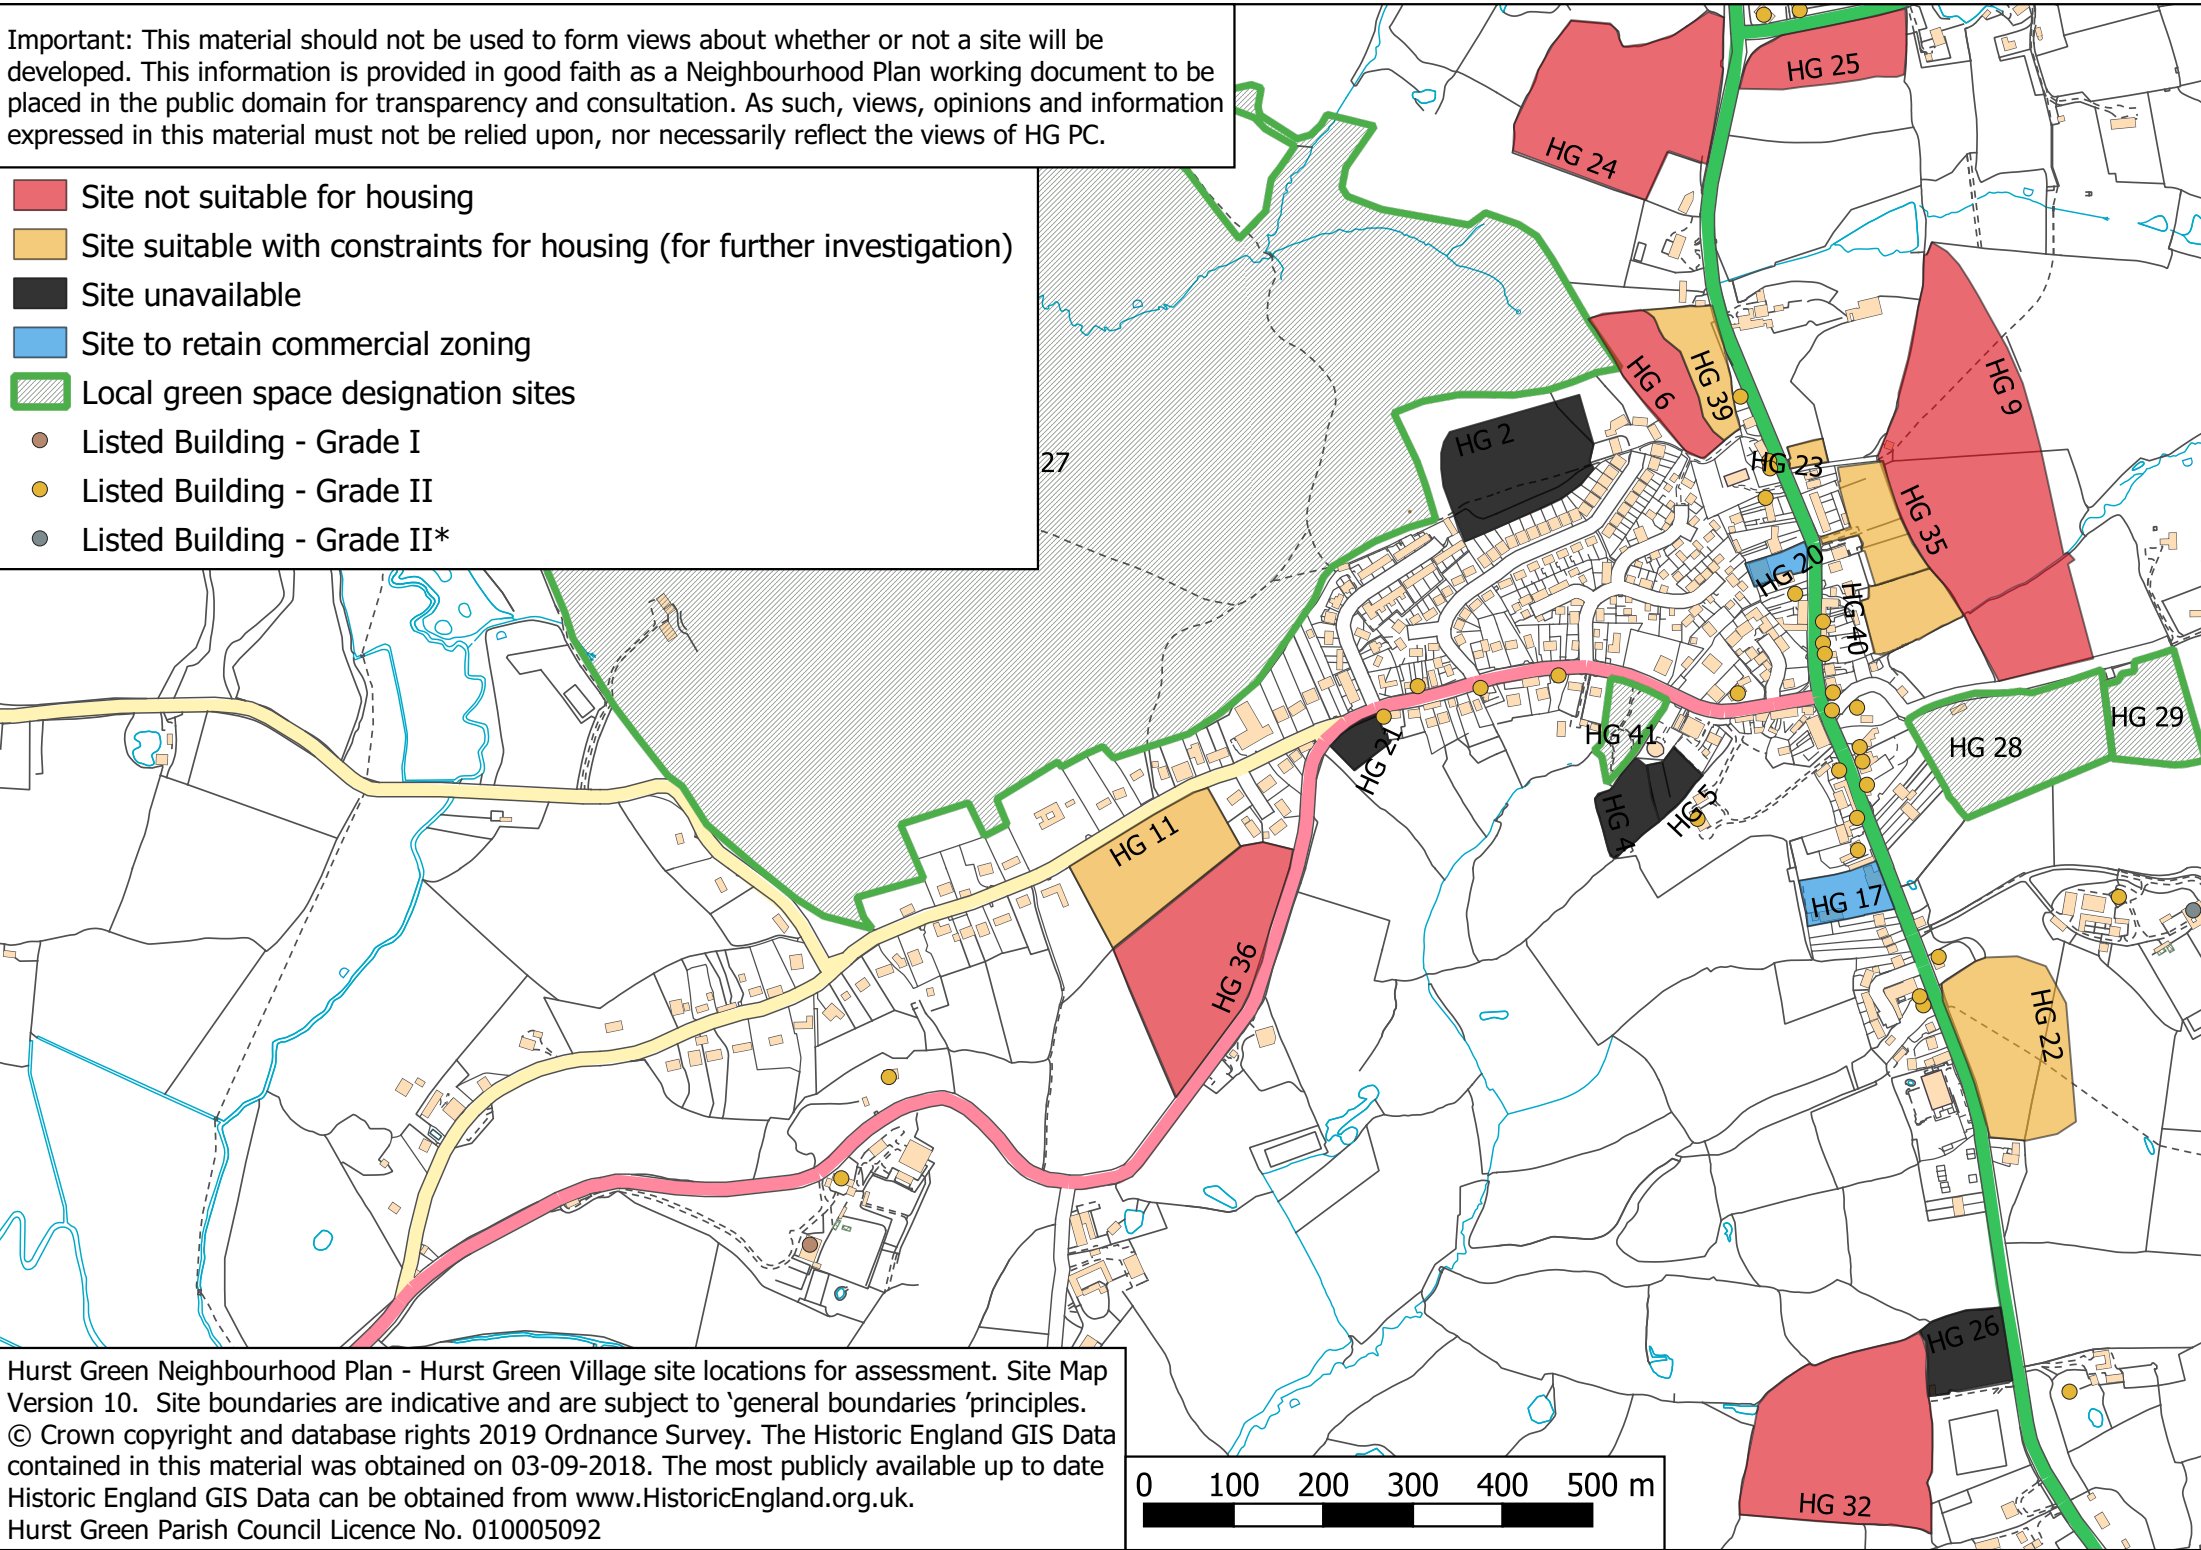 Important: This material should not be used to form views about whether or not a site will be
developed. This information is provided in good faith as a Neighbourhood Plan working document to be
placed in the public domain for transparency and consultation. As such, views, opinions and information
expressed in this material must not be relied upon, nor necessarily reflect the views of HG PC.
Site not suitable for housing
Site suitable with constraints for housing (for further investigation)
Site unavailable
Site to retain commercial zoning
Local green space designation sites
Listed Building - Grade I
Listed Building - Grade II
Listed Building - Grade II*
HG 25
HG 24
HG 6
HG 39
HG 9
HG 2
27
HG 23
HG 35
HG 20
HG 40
HG 41
HG 21
HG 28
HG 29
HG 4
HG 5
HG 11
HG 17
HG 36
HG 22
HG 26
HG 32
Hurst Green Neighbourhood Plan - Hurst Green Village site locations for assessment. Site Map
Version 10.  Site boundaries are indicative and are subject to ‘general boundaries ’principles.
© Crown copyright and database rights 2019 Ordnance Survey. The Historic England GIS Data
contained in this material was obtained on 03-09-2018. The most publicly available up to date
Historic England GIS Data can be obtained from www.HistoricEngland.org.uk.
Hurst Green Parish Council Licence No. 010005092
0 100 200 300 400 500 m